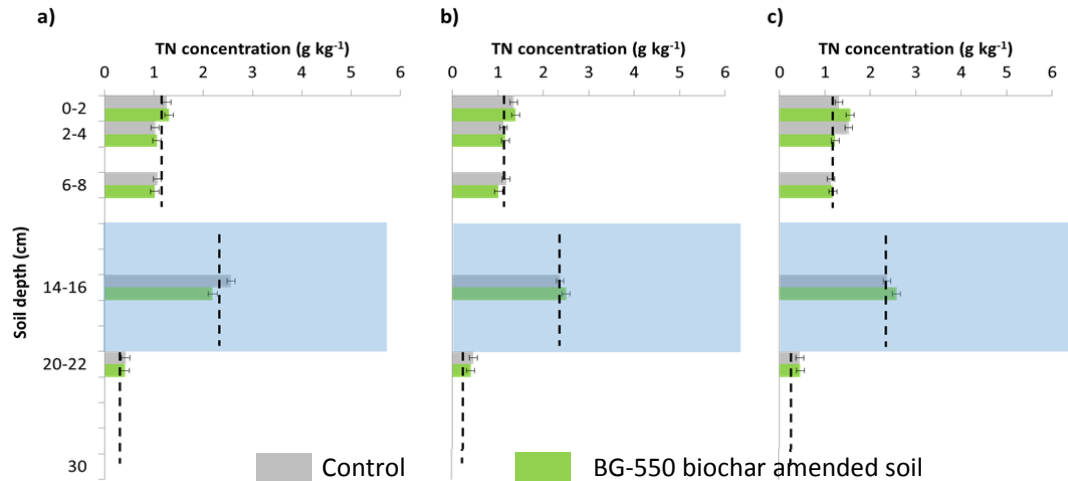 a)
b)
c)
TN concentration (g kg⁻¹)
TN concentration (g kg⁻¹)
TN concentration (g kg⁻¹)
0 1 2 3 4 5 6
0 1 2 3 4 5 6
0 1 2 3 4 5 6
Soil depth (cm)
0-2
2-4
6-8
14-16
20-22
30
Control
BG-550 biochar amended soil